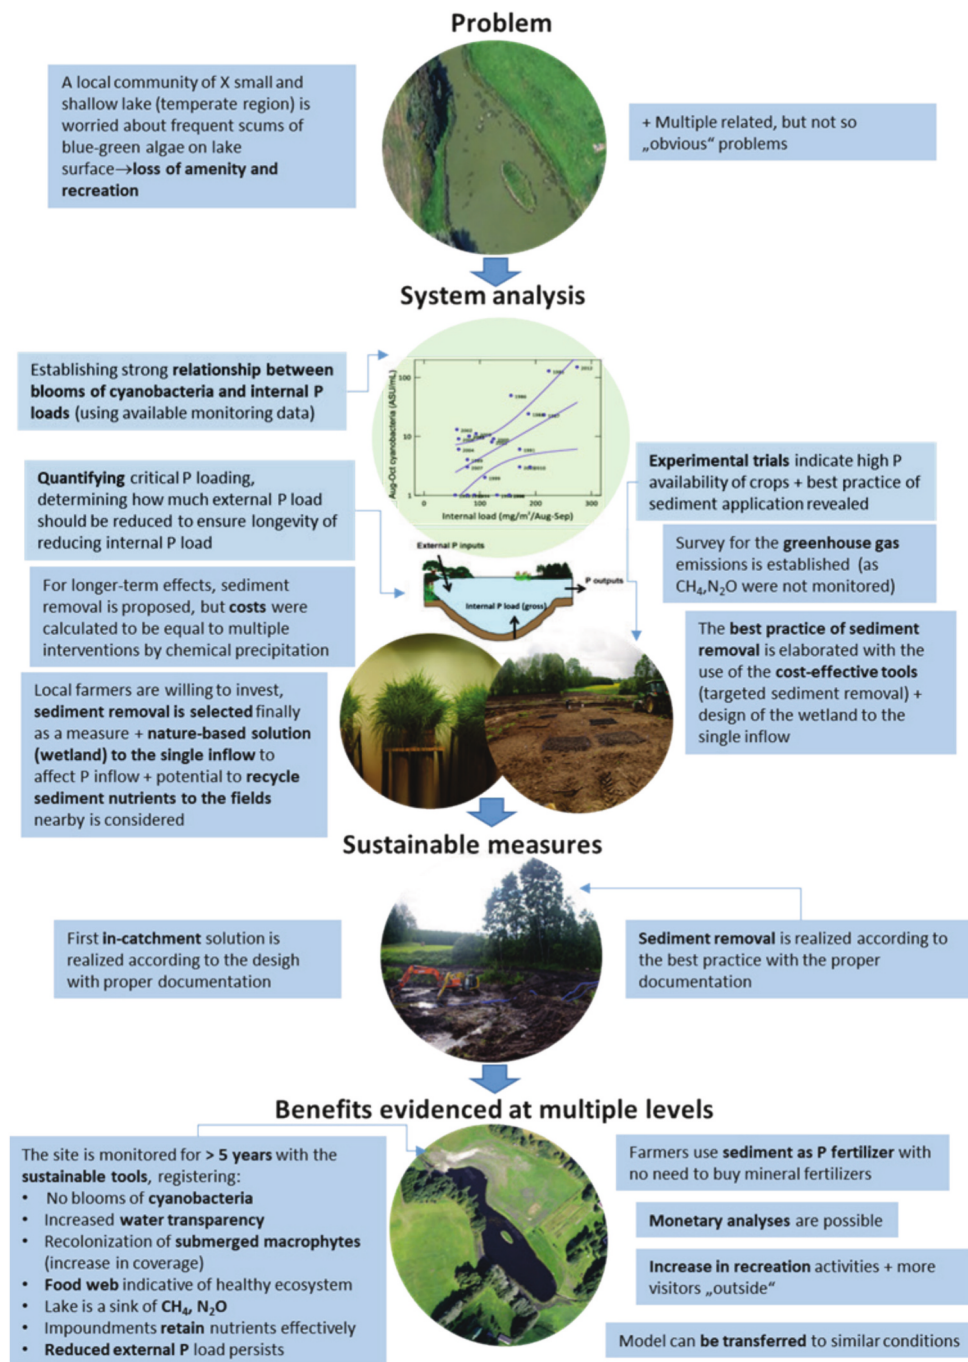 Problem
A local community of X small and
shallow lake (temperate region) is
worried about frequent scums of
blue-green algae on lake
surface→loss of amenity and
recreation
+ Multiple related, but not so
„obvious“ problems
System analysis
Establishing strong relationship between
blooms of cyanobacteria and internal P
loads (using available monitoring data)
Quantifying critical P loading,
determining how much external P load
should be reduced to ensure longevity of
reducing internal P load
For longer-term effects, sediment
removal is proposed, but costs were
calculated to be equal to multiple
interventions by chemical precipitation
Local farmers are willing to invest,
sediment removal is selected finally
as a measure + nature-based solution
(wetland) to the single inflow to
affect P inflow + potential to recycle
sediment nutrients to the fields
nearby is considered
Aug-Oct cyanobacteria (ASU/mL)
100
10
1
0
100
200
300
Internal load (mg/m²/Aug-Sep)
2012
External P inputs
P outputs
Internal P load (gross)
Experimental trials indicate high P
availability of crops + best practice of
sediment application revealed
Survey for the greenhouse gas
emissions is established (as
CH₄,N₂O were not monitored)
The best practice of sediment
removal is elaborated with the
use of the cost-effective tools
(targeted sediment removal) +
design of the wetland to the
single inflow
Sustainable measures
First in-catchment solution is
realized according to the desigh
with proper documentation
Sediment removal is realized according to
the best practice with the proper
documentation
Benefits evidenced at multiple levels
The site is monitored for > 5 years with the
sustainable tools, registering:
• No blooms of cyanobacteria
• Increased water transparency
• Recolonization of submerged macrophytes
(increase in coverage)
• Food web indicative of healthy ecosystem
• Lake is a sink of CH₄, N₂O
• Impoundments retain nutrients effectively
• Reduced external P load persists
Farmers use sediment as P fertilizer with
no need to buy mineral fertilizers
Monetary analyses are possible
Increase in recreation activities + more
visitors „outside“
Model can be transferred to similar conditions